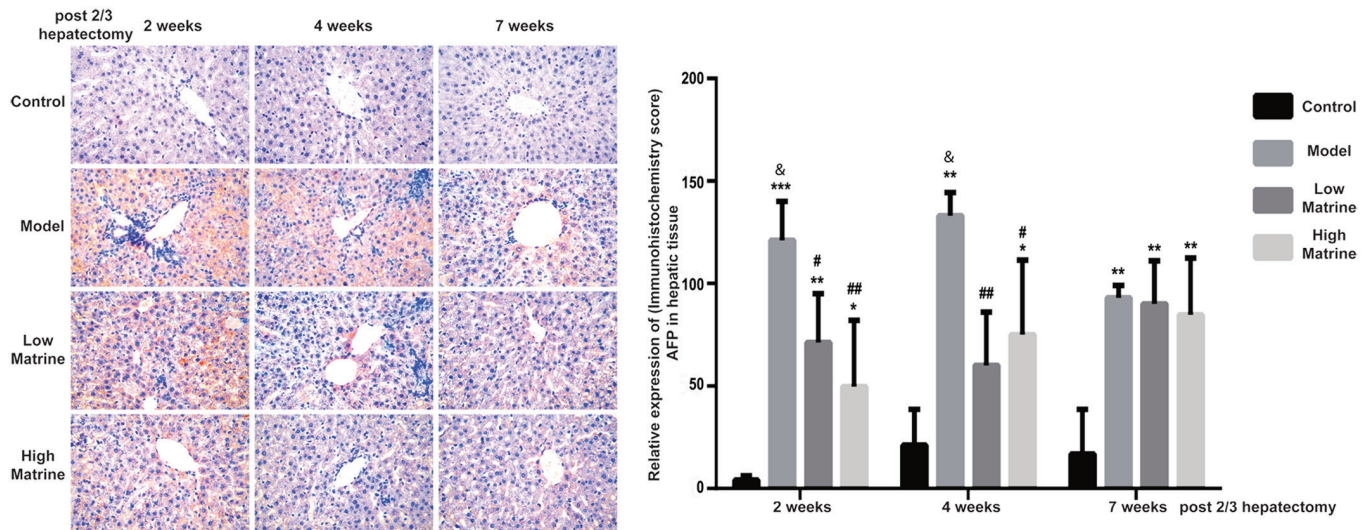 post 2/3
hepatectomy
2 weeks
4 weeks
7 weeks
Control
Model
Low
Matrine
High
Matrine
Relative expression of (Immunohistochemistry score)
AFP in hepatic tissue
200
150
100
50
0
&
***
#
**
##
*
&
**
##
#
*
**
**
**
2 weeks
4 weeks
7 weeks
post 2/3 hepatectomy
Control
Model
Low
Matrine
High
Matrine